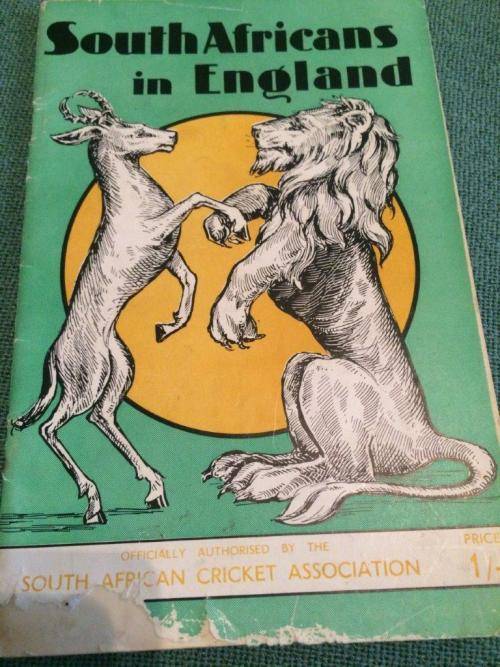 South Africans
in England
OFFICIALLY AUTHORISED BY THE
SOUTH AFRICAN CRICKET ASSOCIATION
PRICE
1/-